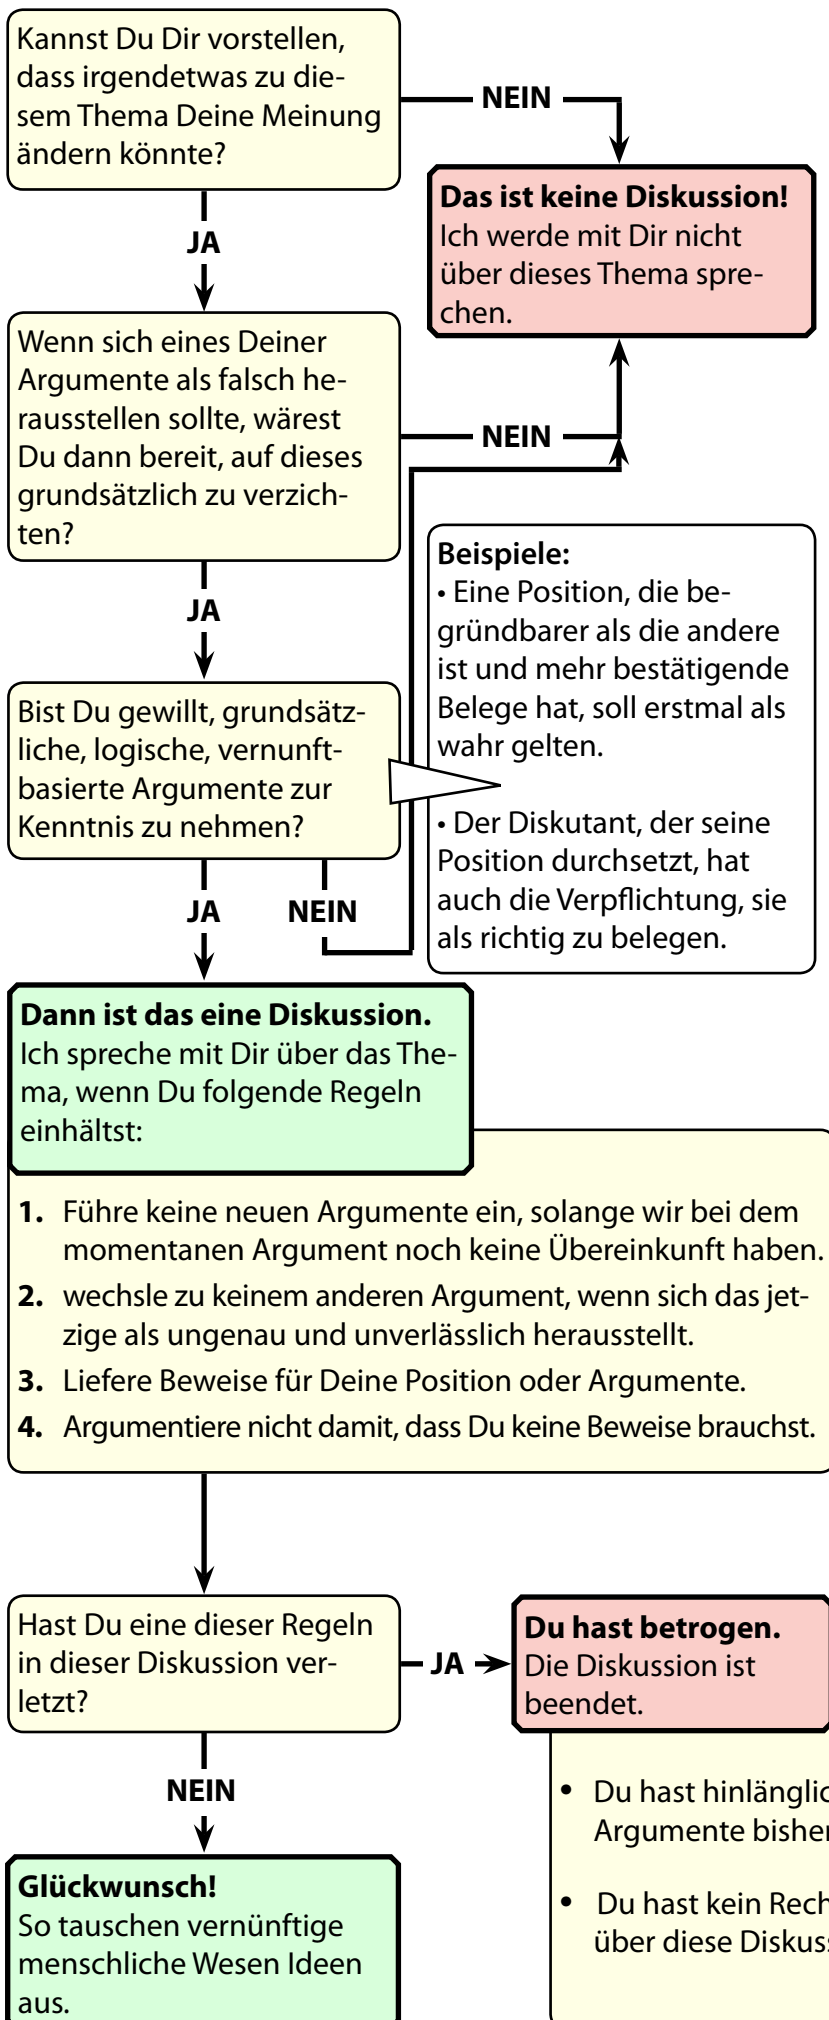 Kannst Du Dir vorstellen,
dass irgendetwas zu die-
sem Thema Deine Meinung
ändern könnte?
NEIN
Das ist keine Diskussion!
Ich werde mit Dir nicht
über dieses Thema spre-
chen.
JA
Wenn sich eines Deiner
Argumente als falsch he-
rausstellen sollte, wärest
Du dann bereit, auf dieses
grundsätzlich zu verzich-
ten?
NEIN
JA
Beispiele:
• Eine Position, die be-
gründbarer als die andere
ist und mehr bestätigende
Belege hat, soll erstmal als
wahr gelten.
• Der Diskutant, der seine
Position durchsetzt, hat
auch die Verpflichtung, sie
als richtig zu belegen.
Bist Du gewillt, grundsätz-
liche, logische, vernunft-
basierte Argumente zur
Kenntnis zu nehmen?
JA
NEIN
Dann ist das eine Diskussion.
Ich spreche mit Dir über das The-
ma, wenn Du folgende Regeln
einhältst:
1. Führe keine neuen Argumente ein, solange wir bei dem
momentanen Argument noch keine Übereinkunft haben.
2. wechsle zu keinem anderen Argument, wenn sich das jet-
zige als ungenau und unverlässlich herausstellt.
3. Liefere Beweise für Deine Position oder Argumente.
4. Argumentiere nicht damit, dass Du keine Beweise brauchst.
Hast Du eine dieser Regeln
in dieser Diskussion ver-
letzt?
JA
Du hast betrogen.
Die Diskussion ist
beendet.
• Du hast
Argumente
• Du hast kein
über diese
NEIN
Glückwunsch!
So tauschen vernünftige
menschliche Wesen Ideen
aus.